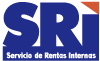 SRi
Servicio de Rentas Internas